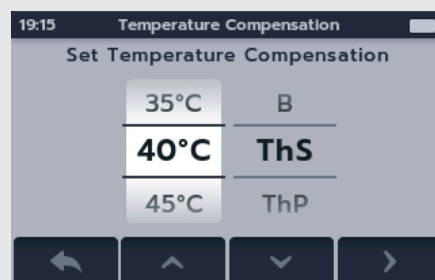 19:15 Temperature Compensation
Set Temperature Compensation
35°C B
40°C ThS
45°C ThP